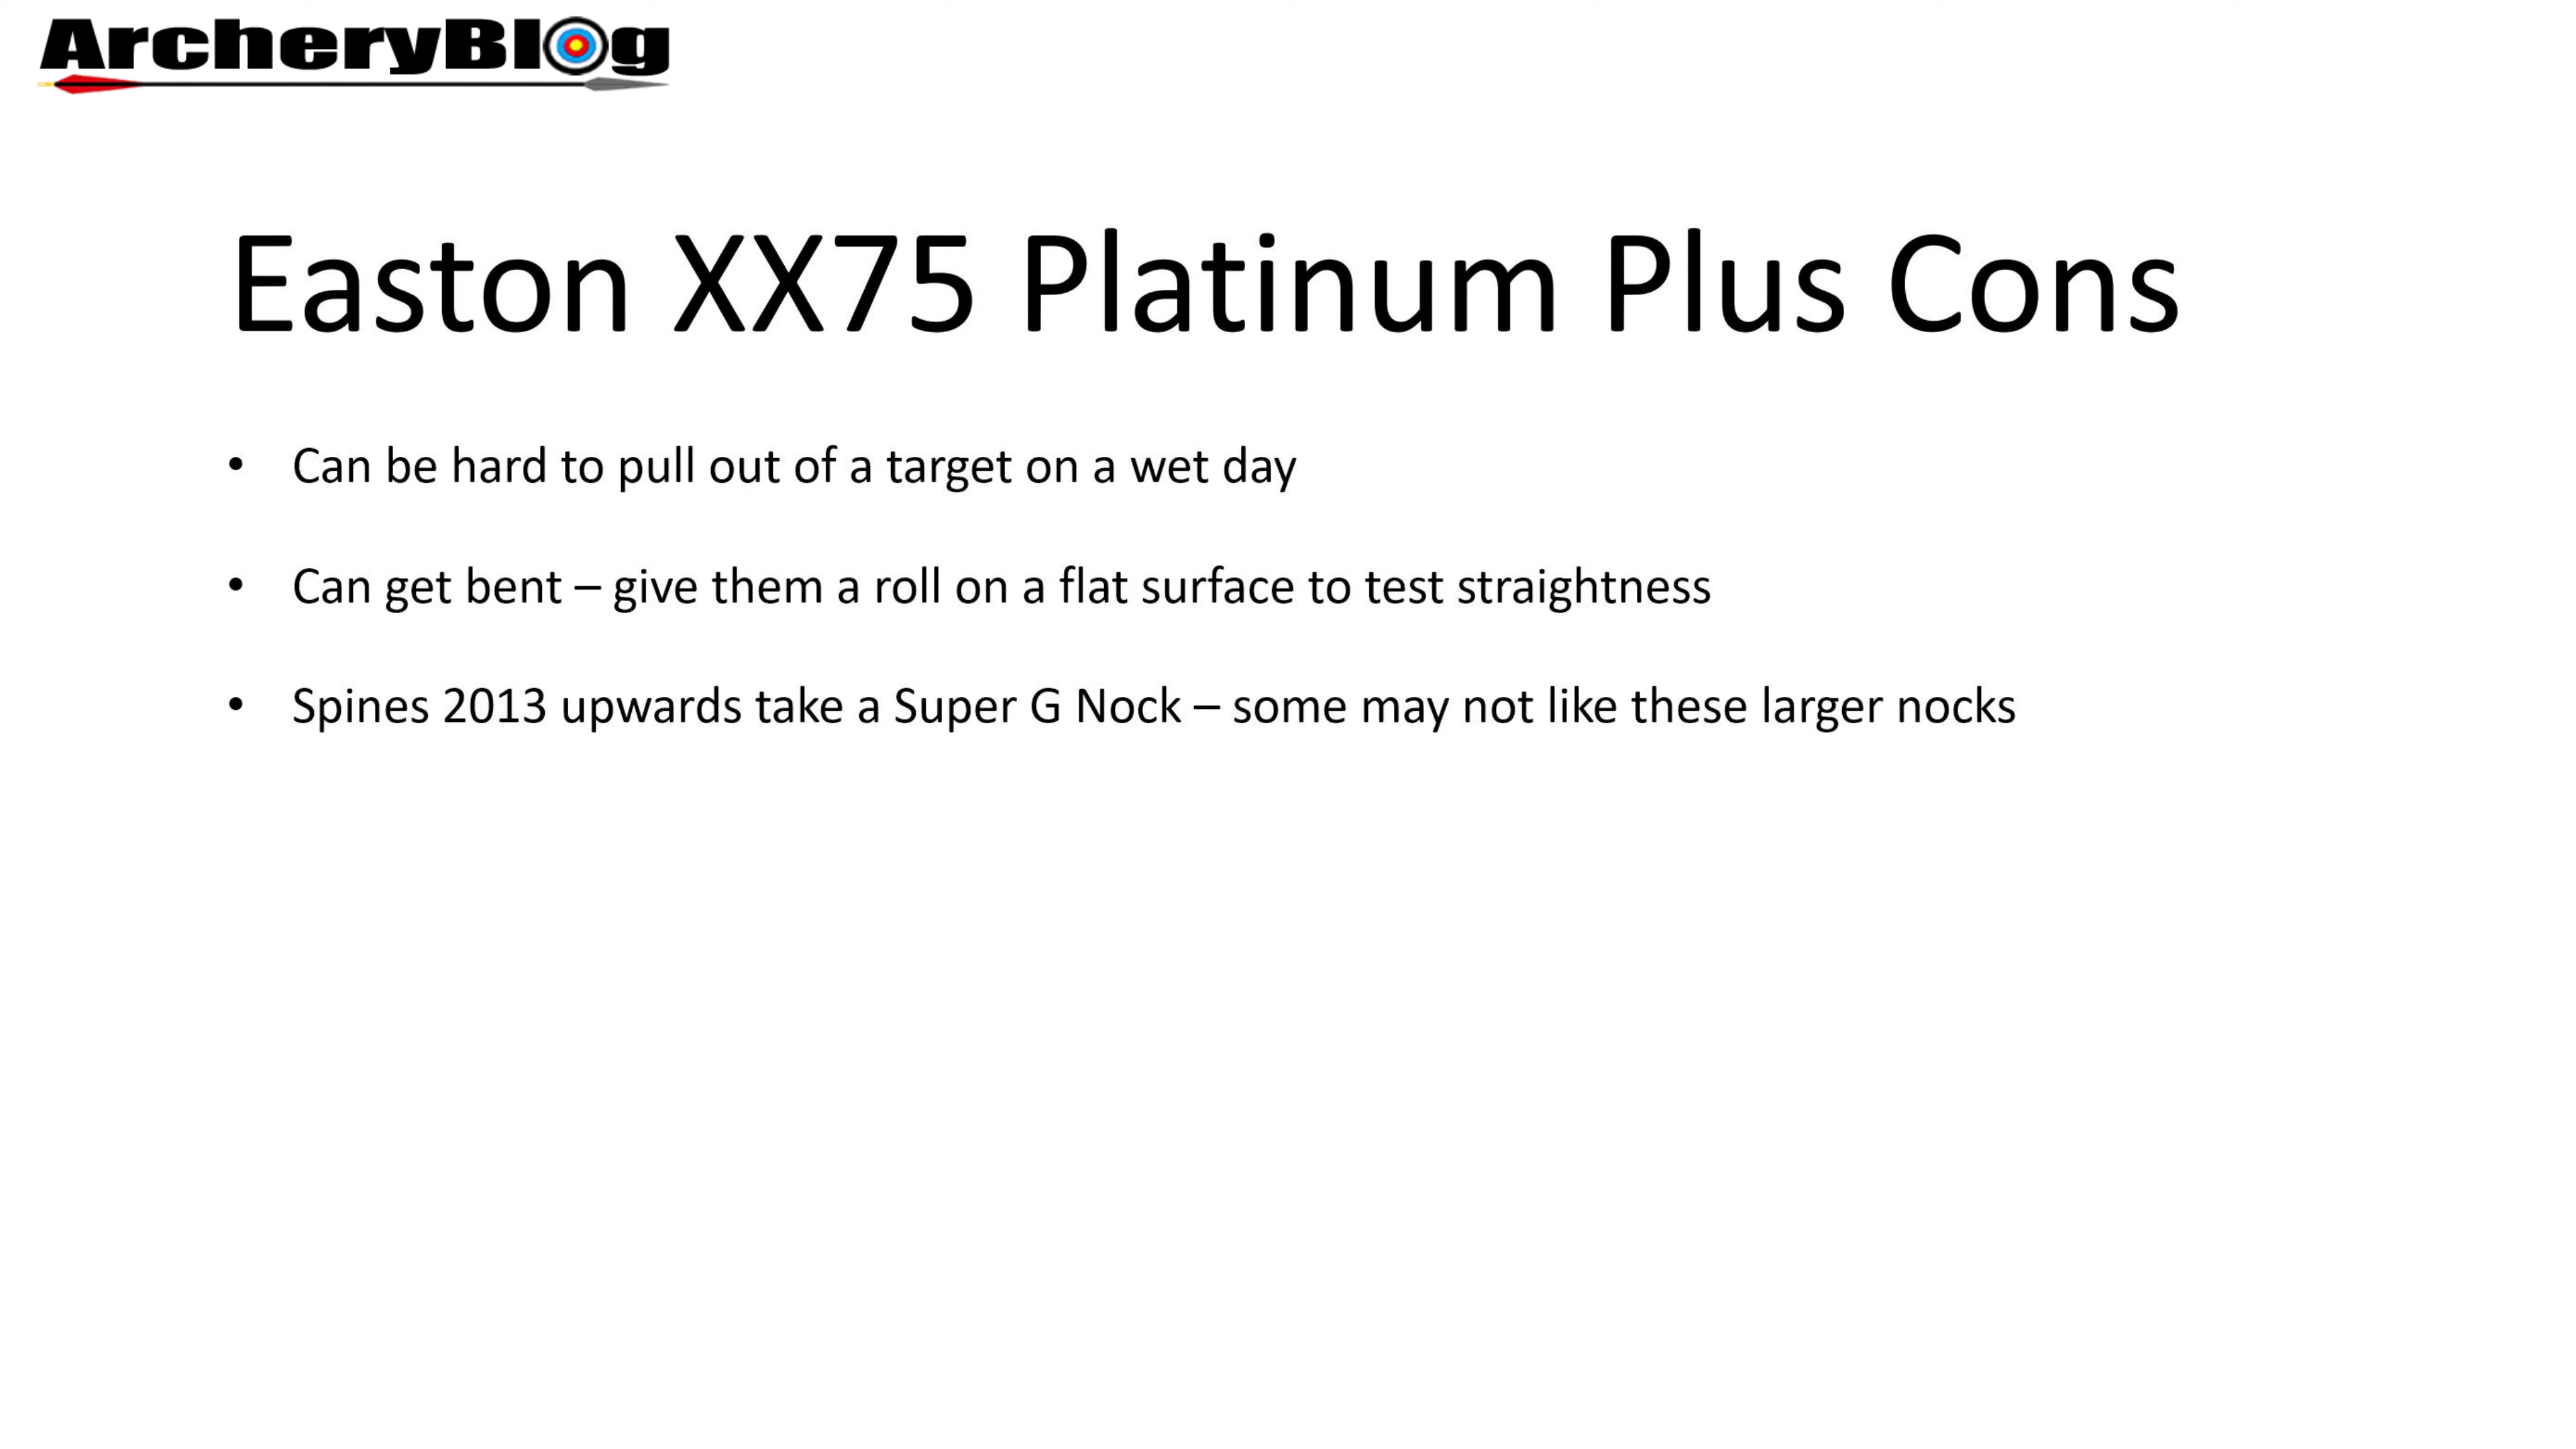 ArcheryBlog
Easton XX75 Platinum Plus Cons
• Can be hard to pull out of a target on a wet day
• Can get bent – give them a roll on a flat surface to test straightness
• Spines 2013 upwards take a Super G Nock – some may not like these larger nocks